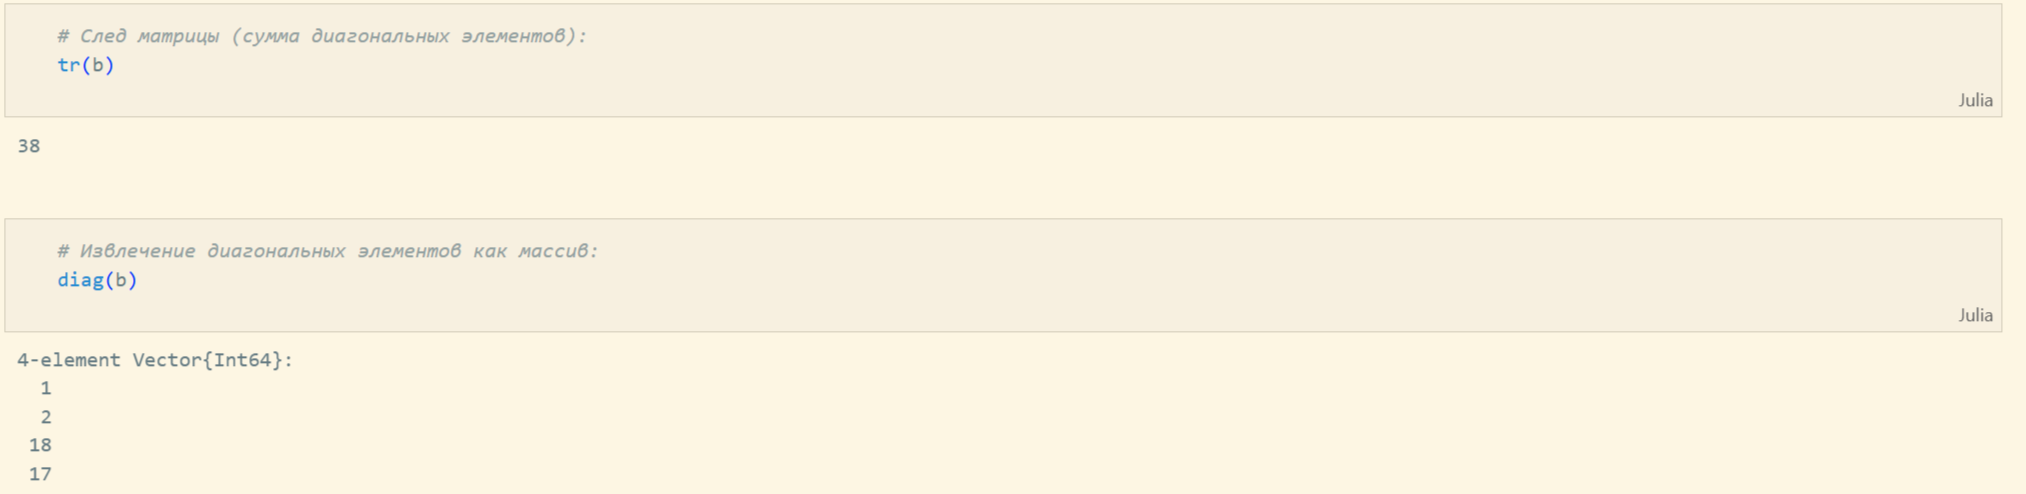 # След матрицы (сумма диагональных элементов):
tr(b)
Julia
38
# Извлечение диагональных элементов как массив:
diag(b)
Julia
4-element Vector{Int64}:
1
2
18
17